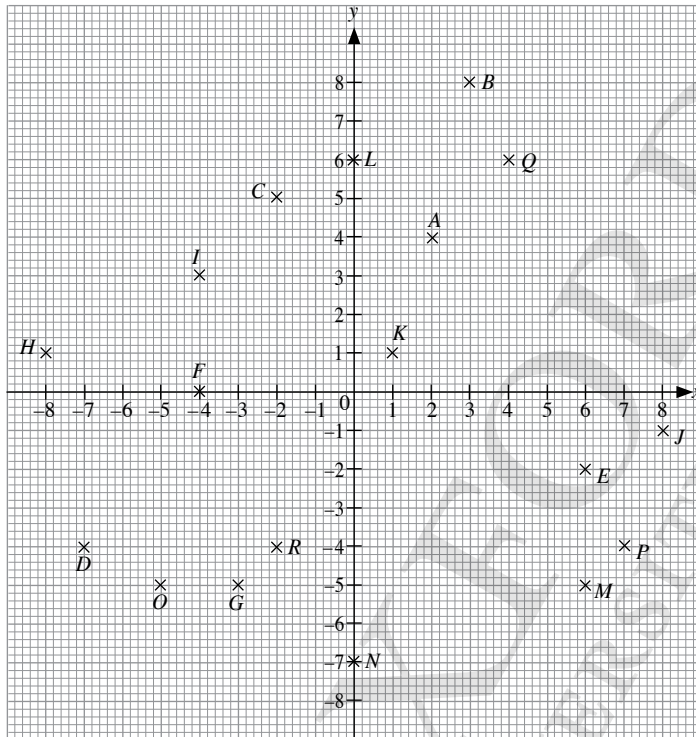 y
8 B
7
6 L Q
C 5
4 A
I 3
2
H 1 K
F
–8 –7 –6 –5 –4 –3 –2 –1 0 1 2 3 4 5 6 7 8 x
–1 J
–2 E
–3
D –4 R P
O G –5 M
–6
–7 N
–8